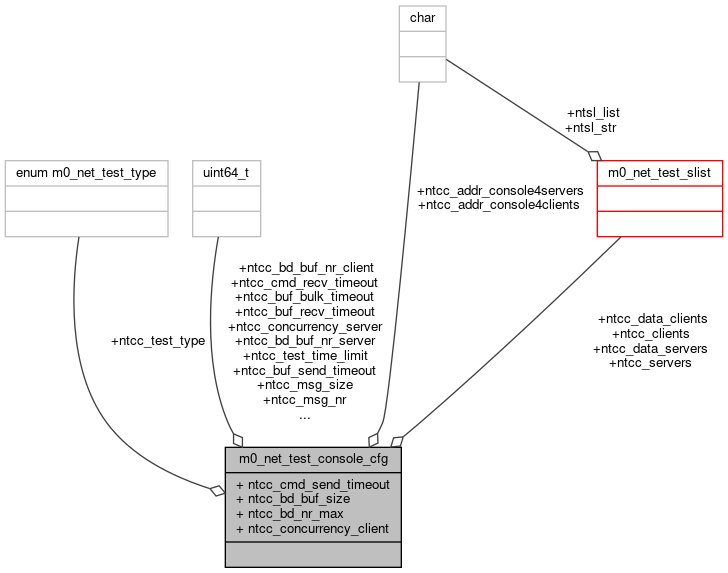 char
+ntsl_list
+ntsl_str
enum m0_net_test_type
uint64_t
m0_net_test_slist
+ntcc_addr_console4servers
+ntcc_addr_console4clients
+ntcc_bd_buf_nr_client
+ntcc_cmd_recv_timeout
+ntcc_buf_bulk_timeout
+ntcc_buf_recv_timeout
+ntcc_concurrency_server
+ntcc_bd_buf_nr_server
+ntcc_test_time_limit
+ntcc_buf_send_timeout
+ntcc_msg_size
+ntcc_msg_nr
...
+ntcc_test_type
+ntcc_data_clients
+ntcc_clients
+ntcc_data_servers
+ntcc_servers
m0_net_test_console_cfg
+ ntcc_cmd_send_timeout
+ ntcc_bd_buf_size
+ ntcc_bd_nr_max
+ ntcc_concurrency_client